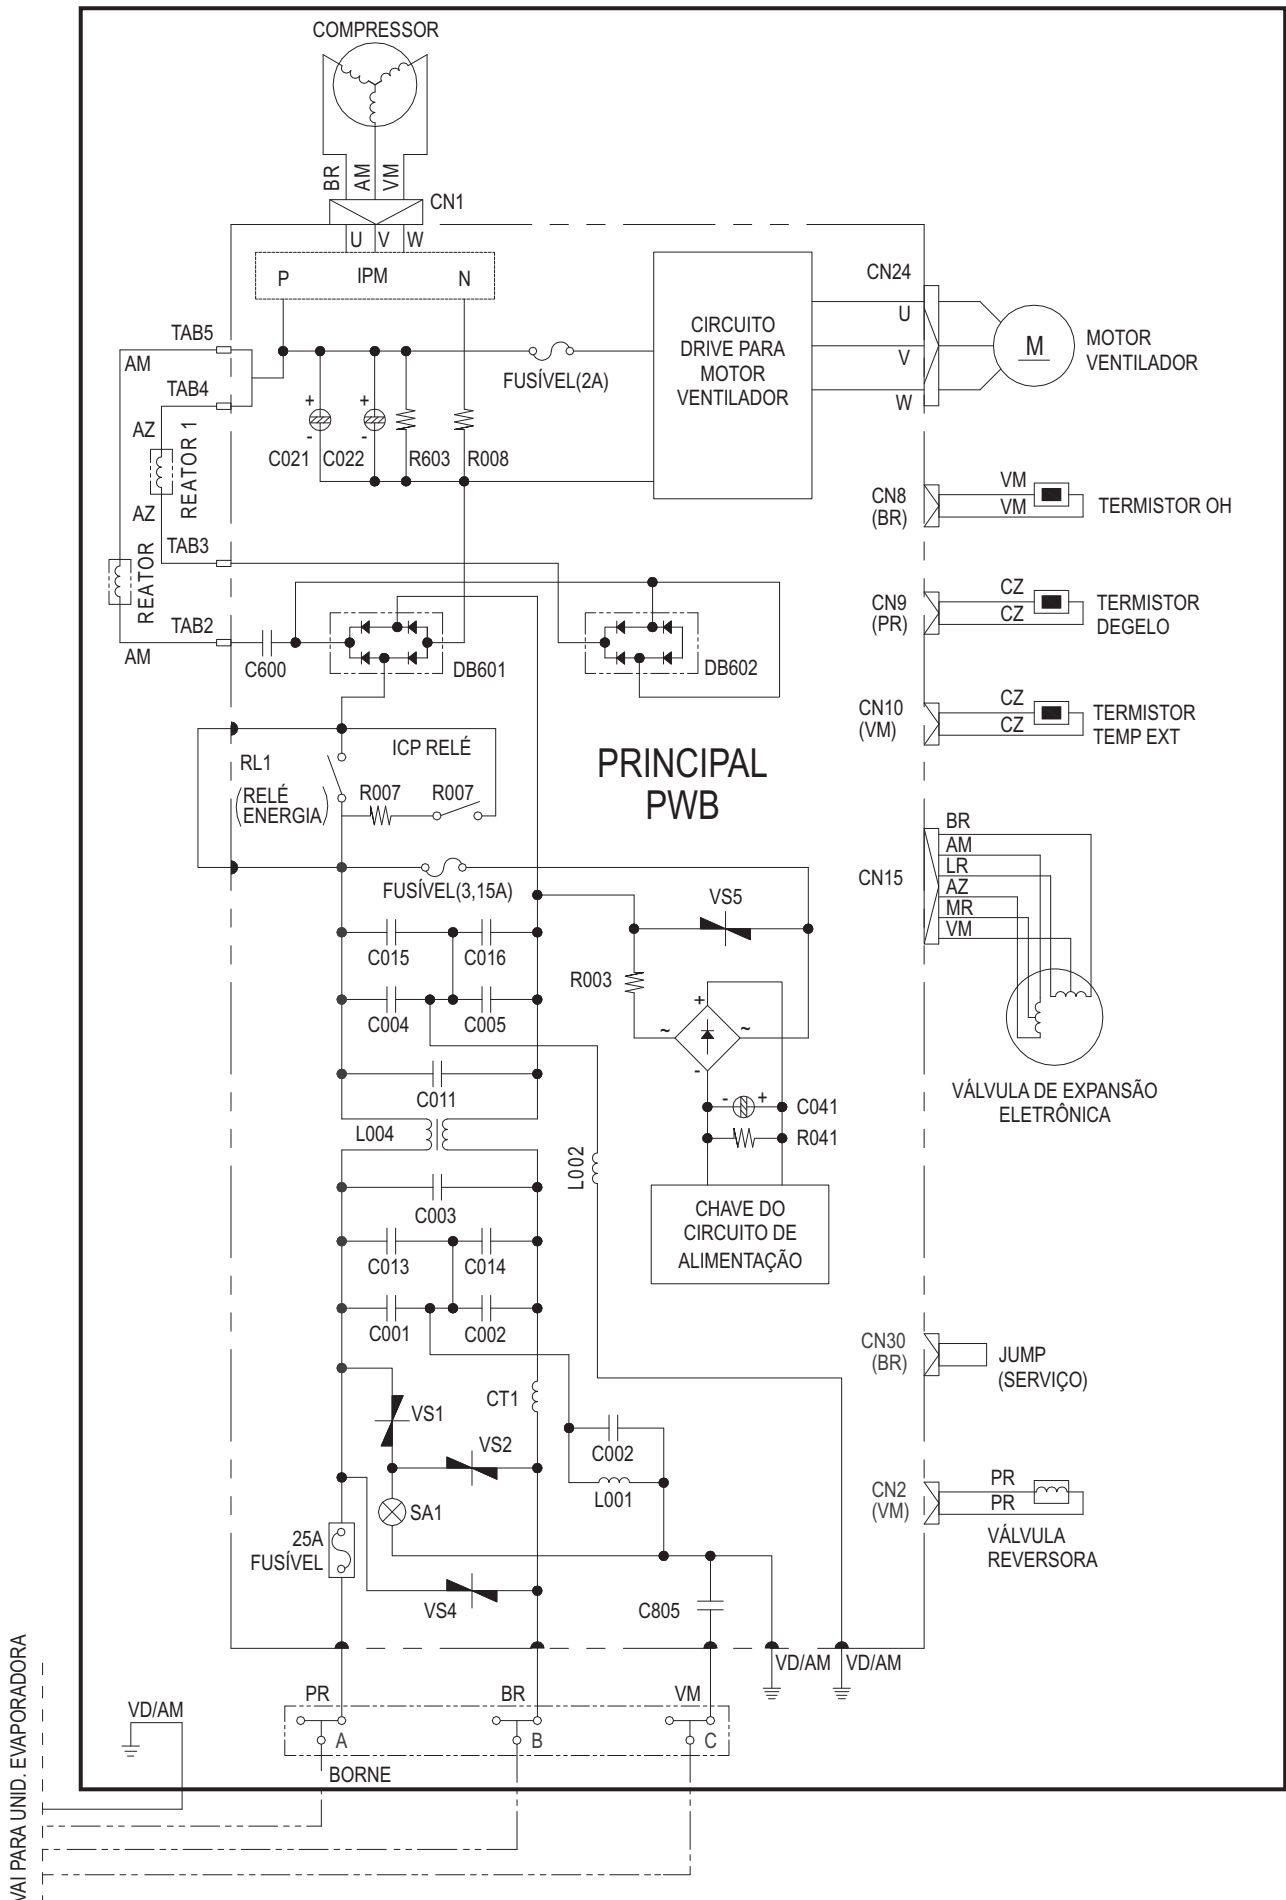 COMPRESSOR
BR
AM
VM
CN1
U V W
P IPM N
TAB5
AM
TAB4
AZ
REATOR 1
AZ
TAB3
REATOR
TAB2
AM
+
-
C021
+
-
C022
R603
R008
FUSÍVEL(2A)
CIRCUITO
DRIVE PARA
MOTOR
VENTILADOR
CN24
U
V
W
M
MOTOR
VENTILADOR
CN8
(BR)
VM
VM
TERMISTOR OH
CN9
(PR)
CZ
CZ
TERMISTOR
DEGELO
CN10
(VM)
CZ
CZ
TERMISTOR
TEMP EXT
C600
DB601
DB602
PRINCIPAL
PWB
RL1
(RELÉ
ENERGIA)
ICP RELÉ
R007
R007
FUSÍVEL(3,15A)
C015
C016
C004
C005
C011
L004
VS5
R003
+
~
~
-
- +
C041
R041
L002
CHAVE DO
CIRCUITO DE
ALIMENTAÇÃO
CN15
BR
AM
LR
AZ
MR
VM
VÁLVULA DE EXPANSÃO
ELETRÔNICA
C003
C013
C014
C001
C002
CT1
VS1
VS2
SA1
C002
L001
25A
FUSÍVEL
VS4
C805
CN30
(BR)
JUMP
(SERVIÇO)
CN2
(VM)
PR
PR
VÁLVULA
REVERSORA
VD/AM
VD/AM
PR
BR
VM
A
B
C
BORNE
VD/AM
VAI PARA UNID. EVAPORADORA